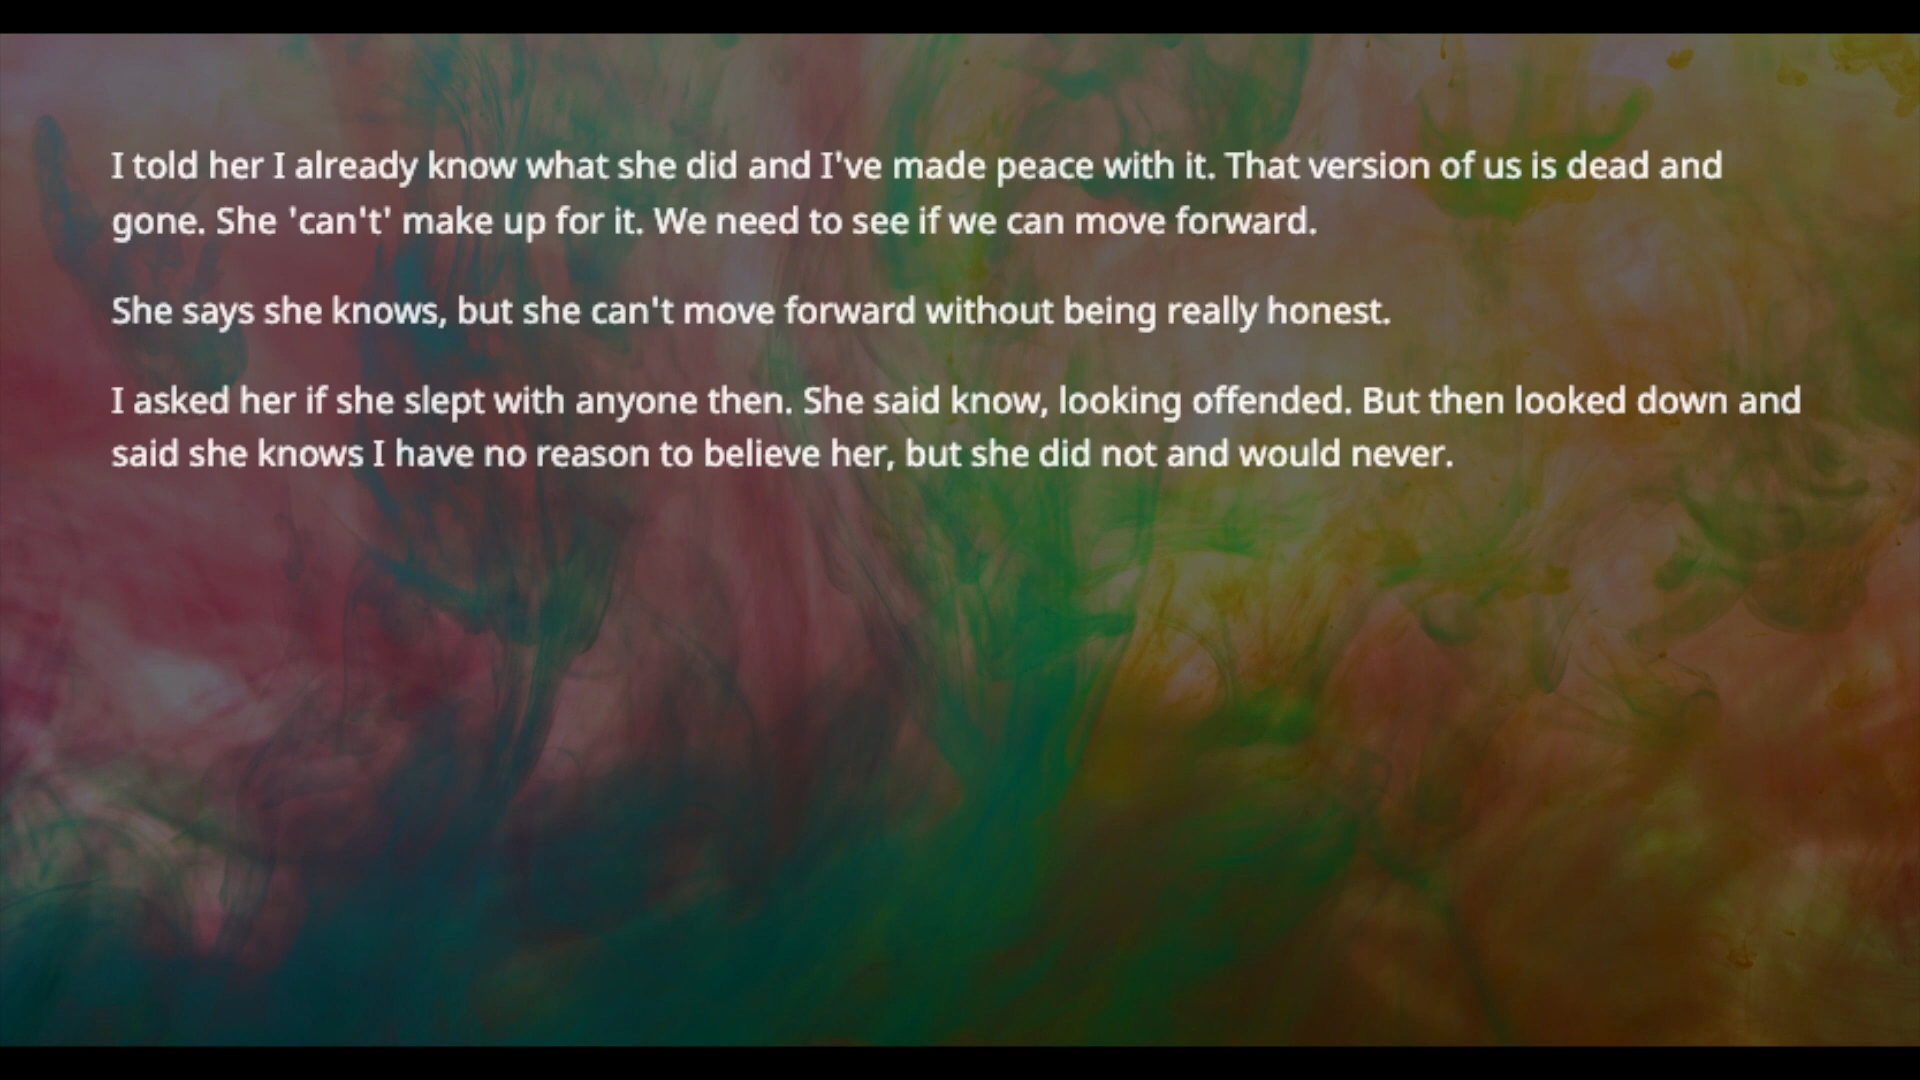 I told her I already know what she did and I've made peace with it. That version of us is dead and
gone. She 'can't' make up for it. We need to see if we can move forward.
She says she knows, but she can't move forward without being really honest.
I asked her if she slept with anyone then. She said know, looking offended. But then looked down and
said she knows I have no reason to believe her, but she did not and would never.